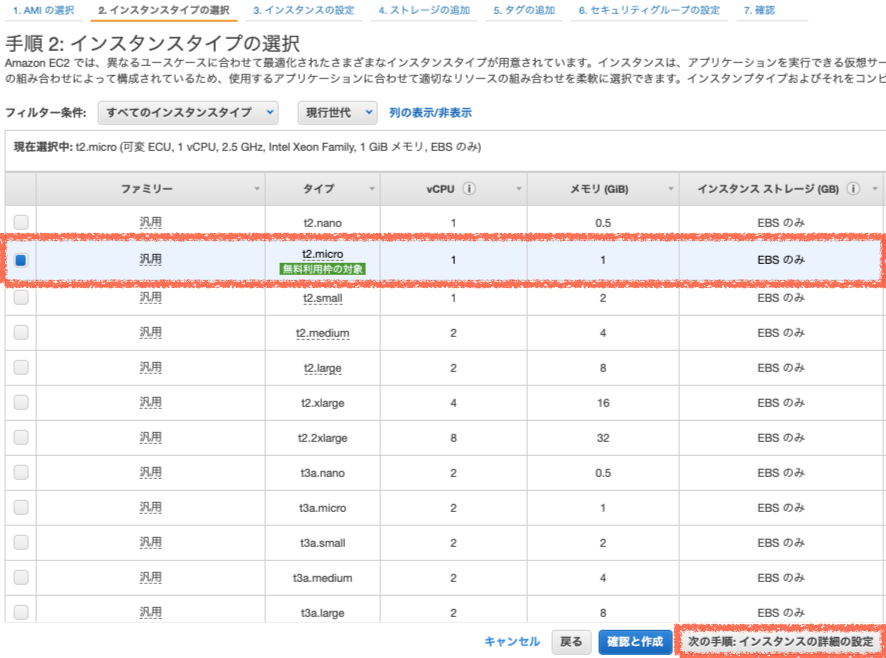 1. AMI の選択 2. インスタンスタイプの選択 3. インスタンスの設定 4. ストレージの追加 5. タグの追加 6. セキュリティグループの設定 7. 確認
手順 2: インスタンスタイプの選択
Amazon EC2 では、異なるユースケースに合わせて最適化されたさまざまなインスタンスタイプが用意されています。インスタンスは、アプリケーションを実行できる仮想サー
の組み合わせによって構成されているため、使用するアプリケーションに合わせて適切なリソースの組み合わせを柔軟に選択できます。インスタンプタイプおよびそれをコンピ
フィルター条件: すべてのインスタンスタイプ 現行世代 列の表示/非表示
現在選択中: t2.micro (可変 ECU, 1 vCPU, 2.5 GHz, Intel Xeon Family, 1 GiB メモリ, EBS のみ)
ファミリー タイプ vCPU i メモリ (GiB) インスタンス ストレージ (GB) i
汎用 t2.nano 1 0.5 EBS のみ
汎用 t2.micro 1 1 EBS のみ
無料利用枠の対象
汎用 t2.small 1 2 EBS のみ
汎用 t2.medium 2 4 EBS のみ
汎用 t2.large 2 8 EBS のみ
汎用 t2.xlarge 4 16 EBS のみ
汎用 t2.2xlarge 8 32 EBS のみ
汎用 t3a.nano 2 0.5 EBS のみ
汎用 t3a.micro 2 1 EBS のみ
汎用 t3a.small 2 2 EBS のみ
汎用 t3a.medium 2 4 EBS のみ
汎用 t3a.large 2 8 EBS のみ
キャンセル 戻る 確認と作成 次の手順: インスタンスの詳細の設定